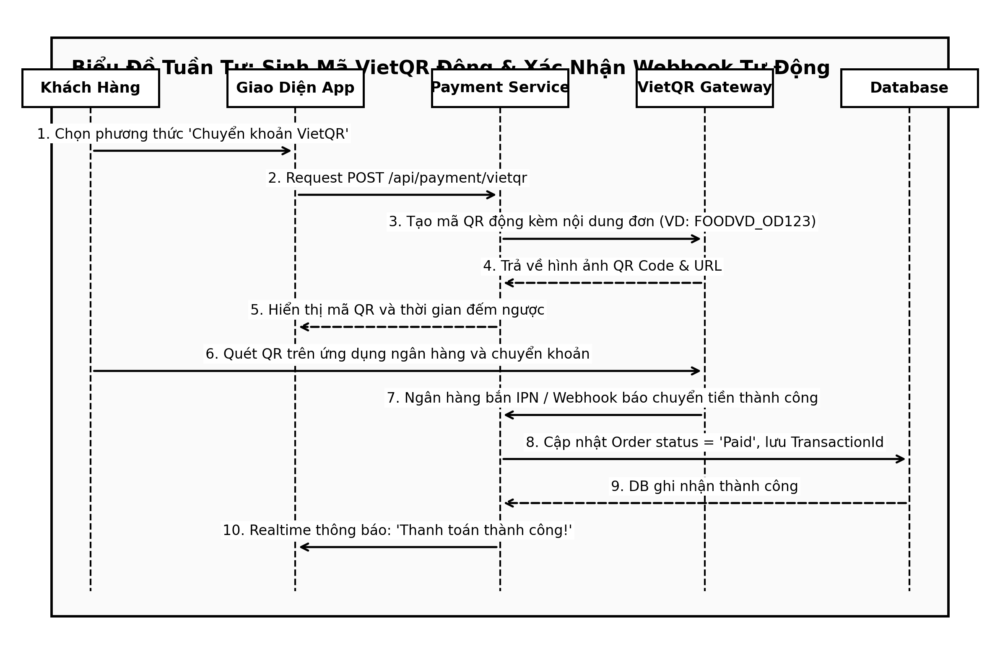 Biểu Đồ Tuần Tự: Sinh Mã VietQR Động & Xác Nhận Webhook Tự Động
Khách Hàng
Giao Diện App
Payment Service
VietQR Gateway
Database
1. Chọn phương thức 'Chuyển khoản VietQR'
2. Request POST /api/payment/vietqr
3. Tạo mã QR động kèm nội dung đơn (VD: FOODVD_OD123)
4. Trả về hình ảnh QR Code & URL
5. Hiển thị mã QR và thời gian đếm ngược
6. Quét QR trên ứng dụng ngân hàng và chuyển khoản
7. Ngân hàng bắn IPN / Webhook báo chuyển tiền thành công
8. Cập nhật Order status = 'Paid', lưu TransactionId
9. DB ghi nhận thành công
10. Realtime thông báo: 'Thanh toán thành công!'